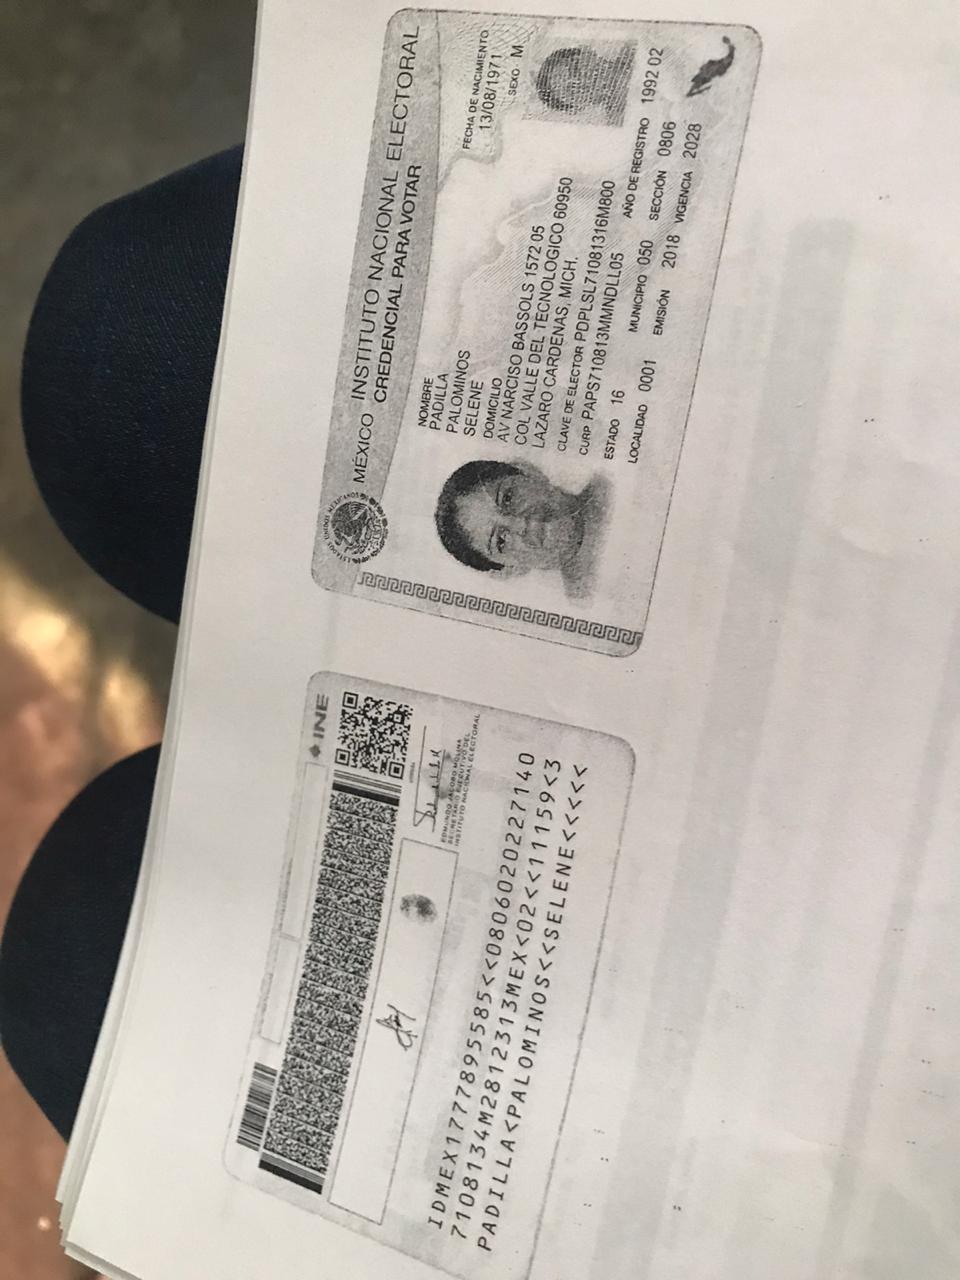 MÉXICO INSTITUTO NACIONAL ELECTORAL
CREDENCIAL PARA VOTAR
NOMBRE
PADILLA
PALOMINOS
SELENE
FECHA DE NACIMIENTO
13/08/1971
SEXO M
DOMICILIO
AV NARCISO BASSOLS 1572 05
COL VALLE DEL TECNOLOGICO 60950
LAZARO CARDENAS, MICH.
CLAVE DE ELECTOR PDPLSL71081316M800
CURP PAPS710813MMNDLL05 AÑO DE REGISTRO 1992 02
ESTADO 16 MUNICIPIO 050 SECCIÓN 0806
LOCALIDAD 0001 EMISIÓN 2018 VIGENCIA 2028
INE
EDMUNDO JACOBO MOLINA
SECRETARIO EJECUTIVO DEL
INSTITUTO NACIONAL ELECTORAL
IDMEX1777895585<<0806020227140
7108134M2812313MEX<02<<11159<3
PADILLA<PALOMINOS<<SELENE<<<<<